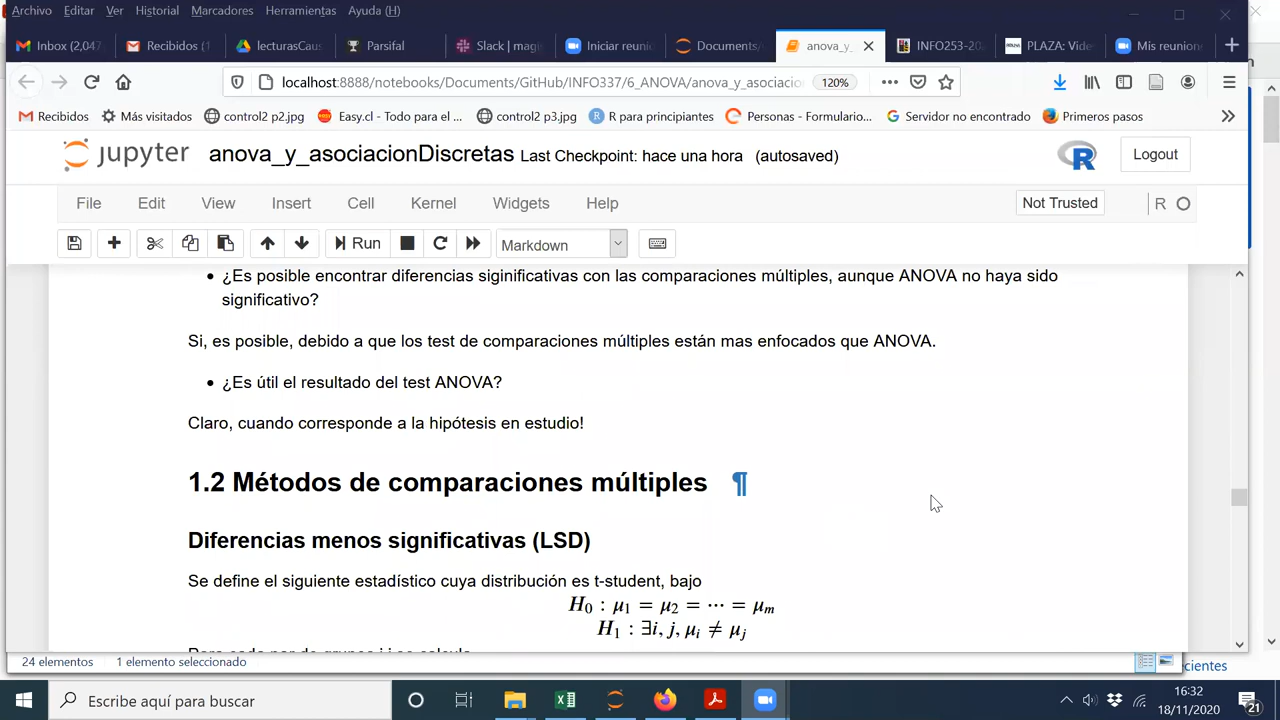 Archivo Editar Ver Historial Marcadores Herramientas Ayuda (H)
Inbox (2,047 Recibidos (1 lecturasCaus Parsifal Slack | mag Iniciar reuni Documents/ anova_y_ INFO253-20 PLAZA: Vide Mis reunion
localhost:8888/notebooks/Documents/GitHub/INFO337/6_ANOVA/anova_y_asociacio 120%
Recibidos Más visitados control2 p2.jpg Easy.cl - Todo para el ... control2 p3.jpg R para principiantes Personas - Formulario... Servidor no encontrado Primeros pasos
jupyter anova_y_asociacionDiscretas Last Checkpoint: hace una hora (autosaved) Logout
File Edit View Insert Cell Kernel Widgets Help Not Trusted R
Run Markdown
• ¿Es posible encontrar diferencias siginificativas con las comparaciones múltiples, aunque ANOVA no haya sido
significativo?
Si, es posible, debido a que los test de comparaciones múltiples están mas enfocados que ANOVA.
• ¿Es útil el resultado del test ANOVA?
Claro, cuando corresponde a la hipótesis en estudio!
1.2 Métodos de comparaciones múltiples ¶
Diferencias menos significativas (LSD)
Se define el siguiente estadístico cuya distribución es t-student, bajo
H₀ : μ₁ = μ₂ = ⋯ = μₘ
H₁ : ∃i, j, μᵢ ≠ μⱼ
24 elementos 1 elemento seleccionado ecientes
Escribe aquí para buscar 16:32
18/11/2020 21